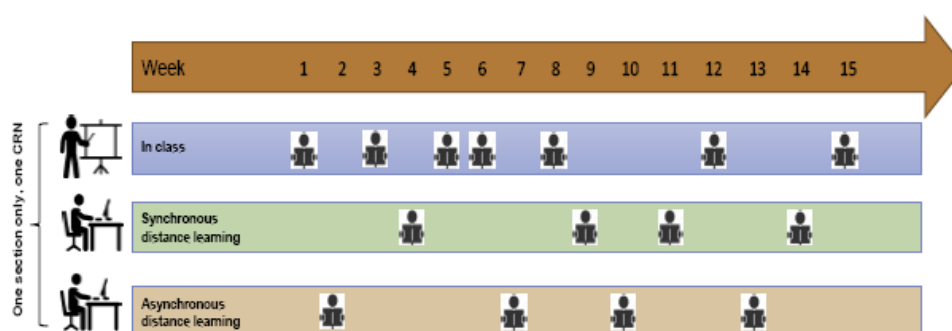 Week 1 2 3 4 5 6 7 8 9 10 11 12 13 14 15
One section only, one CRN
In class
Synchronous
distance learning
Asynchronous
distance learning